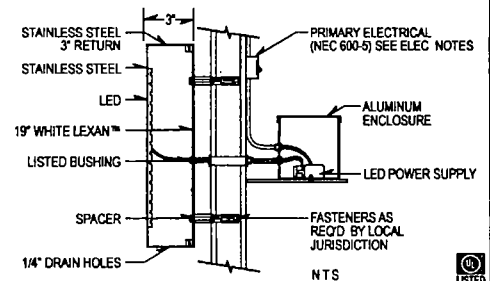 3"
STAINLESS STEEL
3" RETURN
STAINLESS STEEL
LED
19" WHITE LEXAN™
LISTED BUSHING
SPACER
1/4" DRAIN HOLES
PRIMARY ELECTRICAL
(NEC 600-5) SEE ELEC NOTES
ALUMINUM
ENCLOSURE
LED POWER SUPPLY
FASTENERS AS
REQ'D BY LOCAL
JURISDICTION
NTS
UL
LISTED